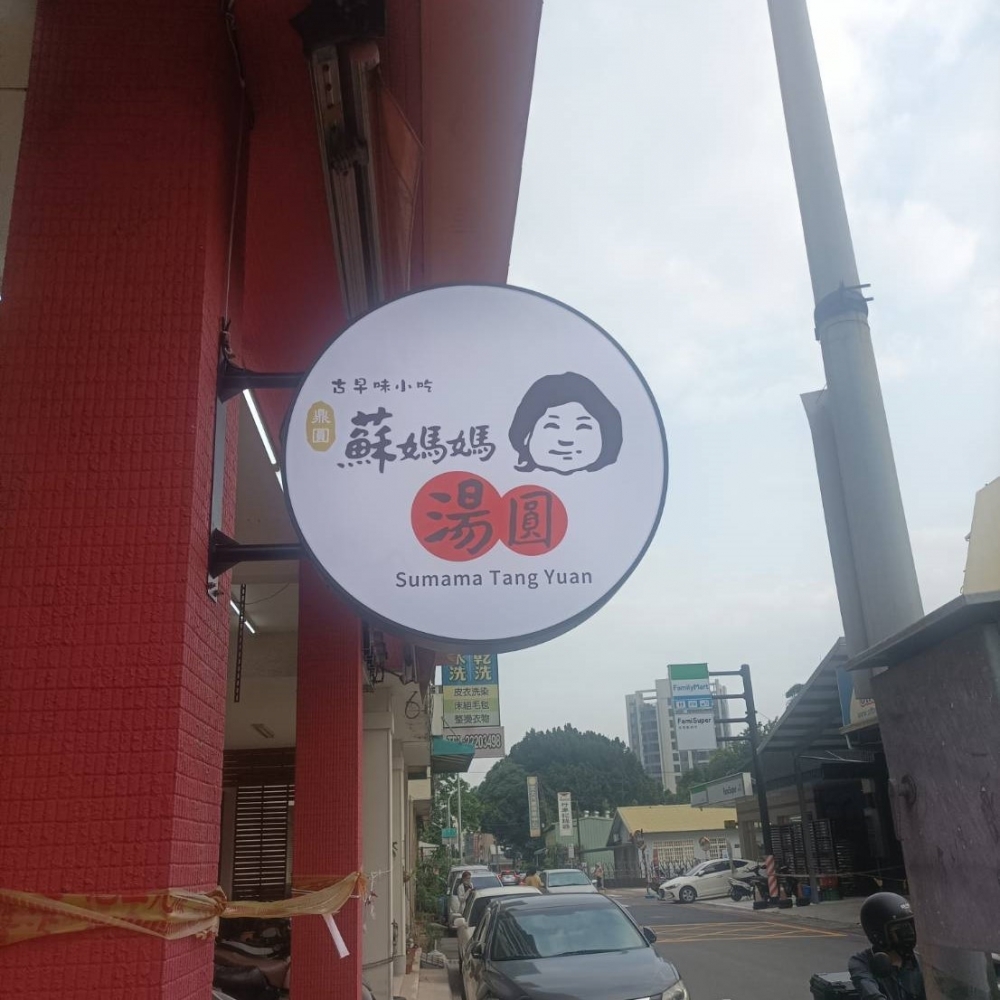 古早味小吃
鼎圓
蘇媽媽
湯圓
Sumama Tang Yuan
乾洗
皮衣洗染
床組毛毯
整燙衣物
22203498
FamilyMart
FamiSuper